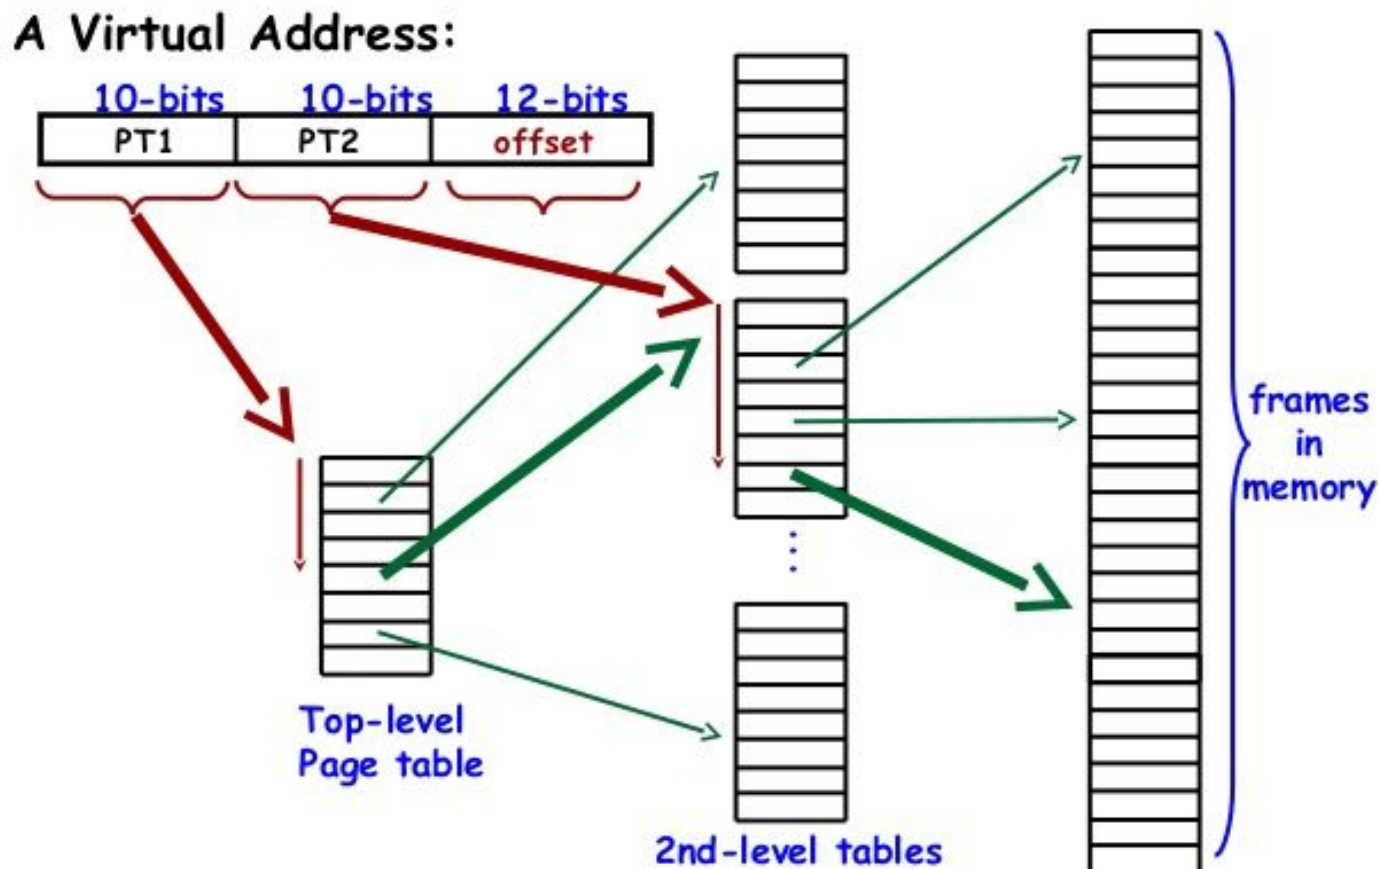 A Virtual Address:
10-bits 10-bits 12-bits
PT1 PT2 offset
frames
in
memory
Top-level
Page table
2nd-level tables